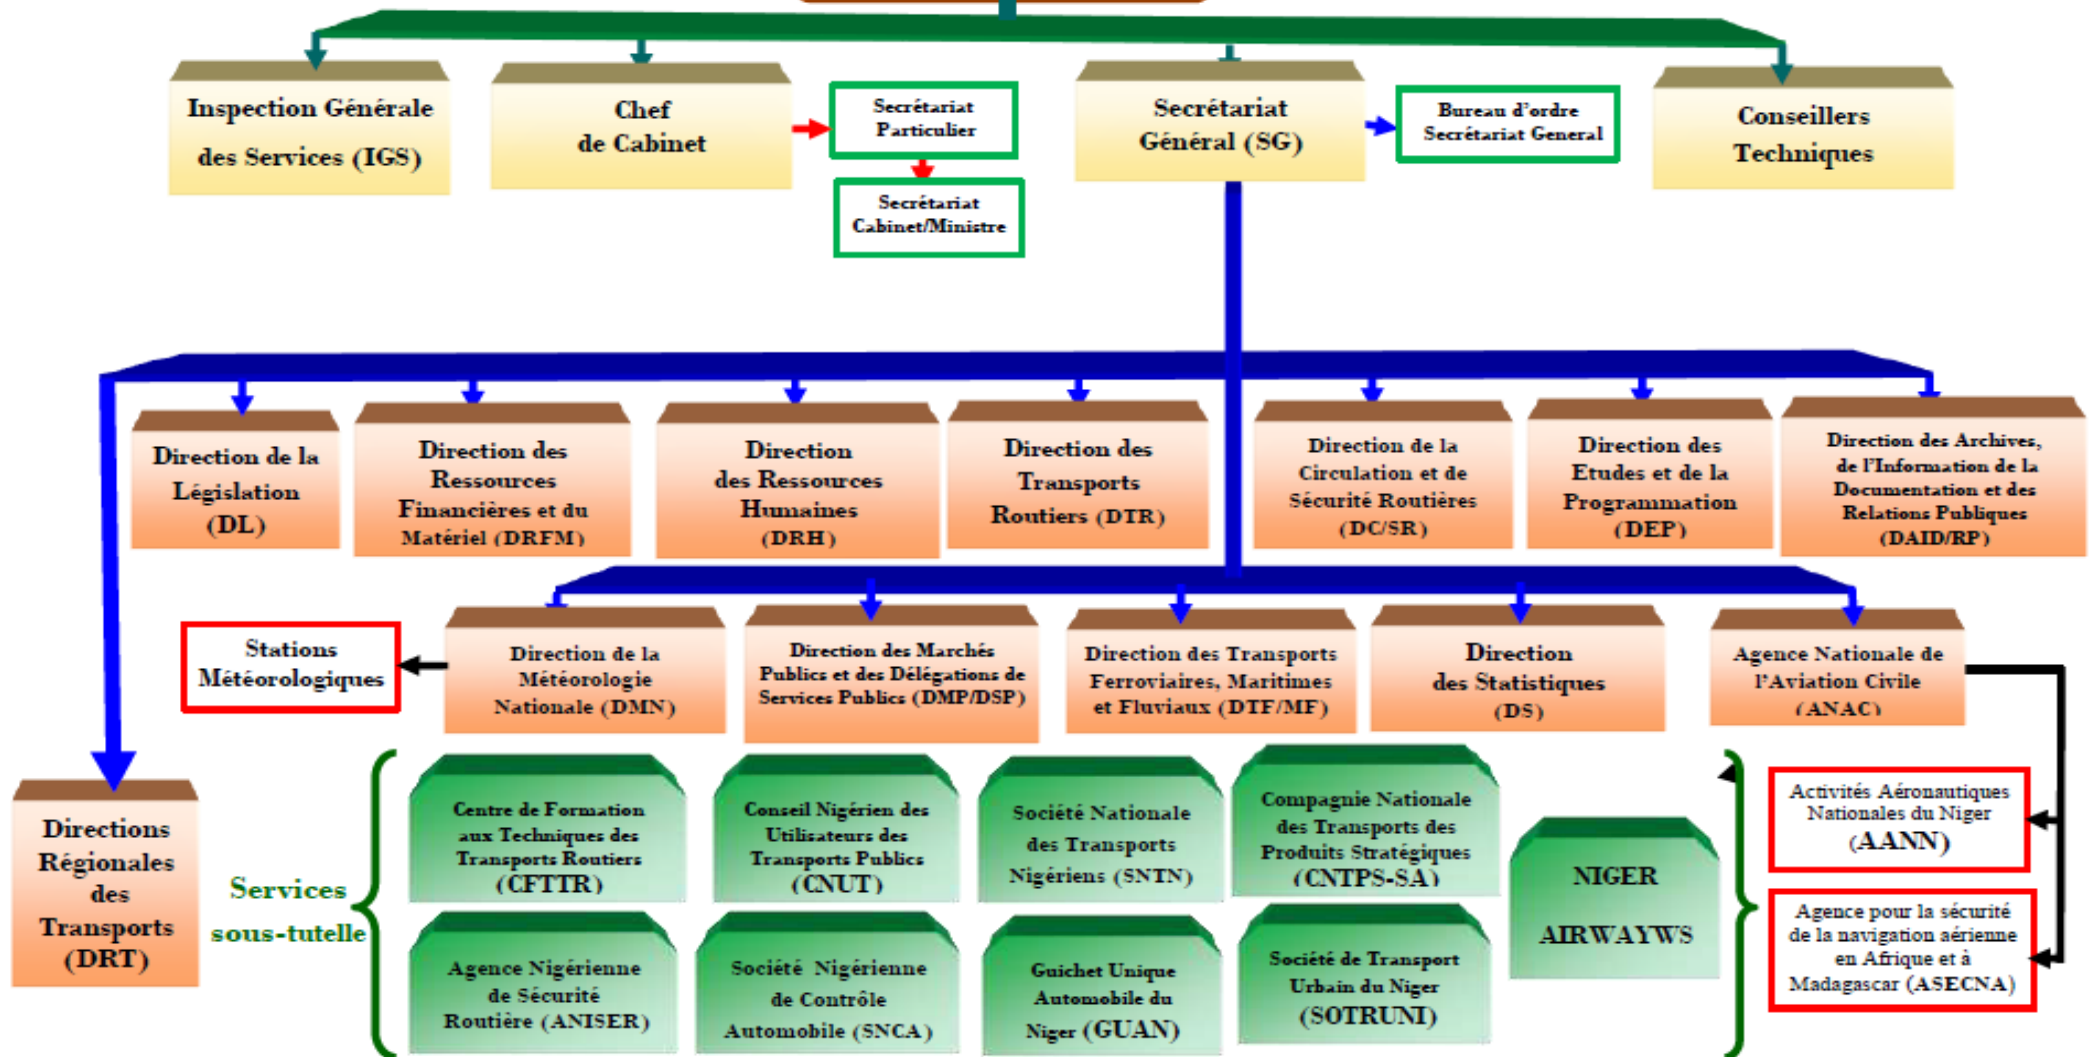 Inspection Générale
des Services (IGS)
Chef
de Cabinet
Secrétariat
Particulier
Secrétariat
Cabinet/Ministre
Secrétariat
Général (SG)
Bureau d'ordre
Secrétariat General
Conseillers
Techniques
Direction de la
Législation
(DL)
Direction des
Ressources
Financières et du
Matériel (DRFM)
Direction
des Ressources
Humaines
(DRH)
Direction des
Transports
Routiers (DTR)
Direction de la
Circulation et de
Sécurité Routières
(DC/SR)
Direction des
Etudes et de la
Programmation
(DEP)
Direction des Archives,
de l'Information de la
Documentation et des
Relations Publiques
(DAID/RP)
Stations
Météorologiques
Direction de la
Météorologie
Nationale (DMN)
Direction des Marchés
Publics et des Délégations de
Services Publics (DMP/DSP)
Direction des Transports
Ferroviaires, Maritimes
et Fluviaux (DTF/MF)
Direction
des Statistiques
(DS)
Agence Nationale de
l'Aviation Civile
(ANAC)
Directions
Régionales
des
Transports
(DRT)
Services
sous-tutelle
Centre de Formation
aux Techniques des
Transports Routiers
(CFTTR)
Conseil Nigérien des
Utilisateurs des
Transports Publics
(CNUT)
Société Nationale
des Transports
Nigériens (SNTN)
Compagnie Nationale
des Transports des
Produits Stratégiques
(CNTPS-SA)
NIGER
AIRWAYWS
Activités Aéronautiques
Nationales du Niger
(AANN)
Agence Nigérienne
de Sécurité
Routière (ANISER)
Société Nigérienne
de Contrôle
Automobile (SNCA)
Guichet Unique
Automobile du
Niger (GUAN)
Société de Transport
Urbain du Niger
(SOTRUNI)
Agence pour la sécurité
de la navigation aérienne
en Afrique et à
Madagascar (ASECNA)